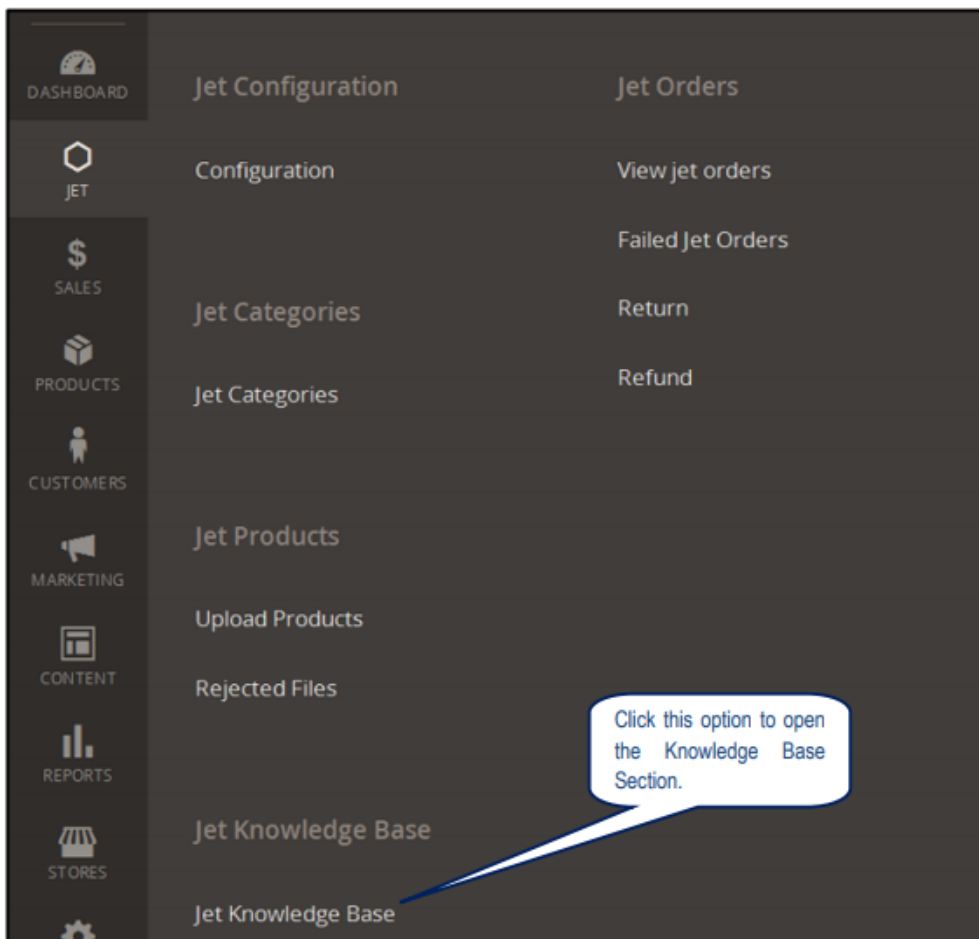 DASHBOARD
JET
SALES
PRODUCTS
CUSTOMERS
MARKETING
CONTENT
REPORTS
STORES
Jet Configuration
Configuration
Jet Categories
Jet Categories
Jet Products
Upload Products
Rejected Files
Jet Knowledge Base
Jet Knowledge Base
Jet Orders
View jet orders
Failed Jet Orders
Return
Refund
Click this option to open
the Knowledge Base
Section.